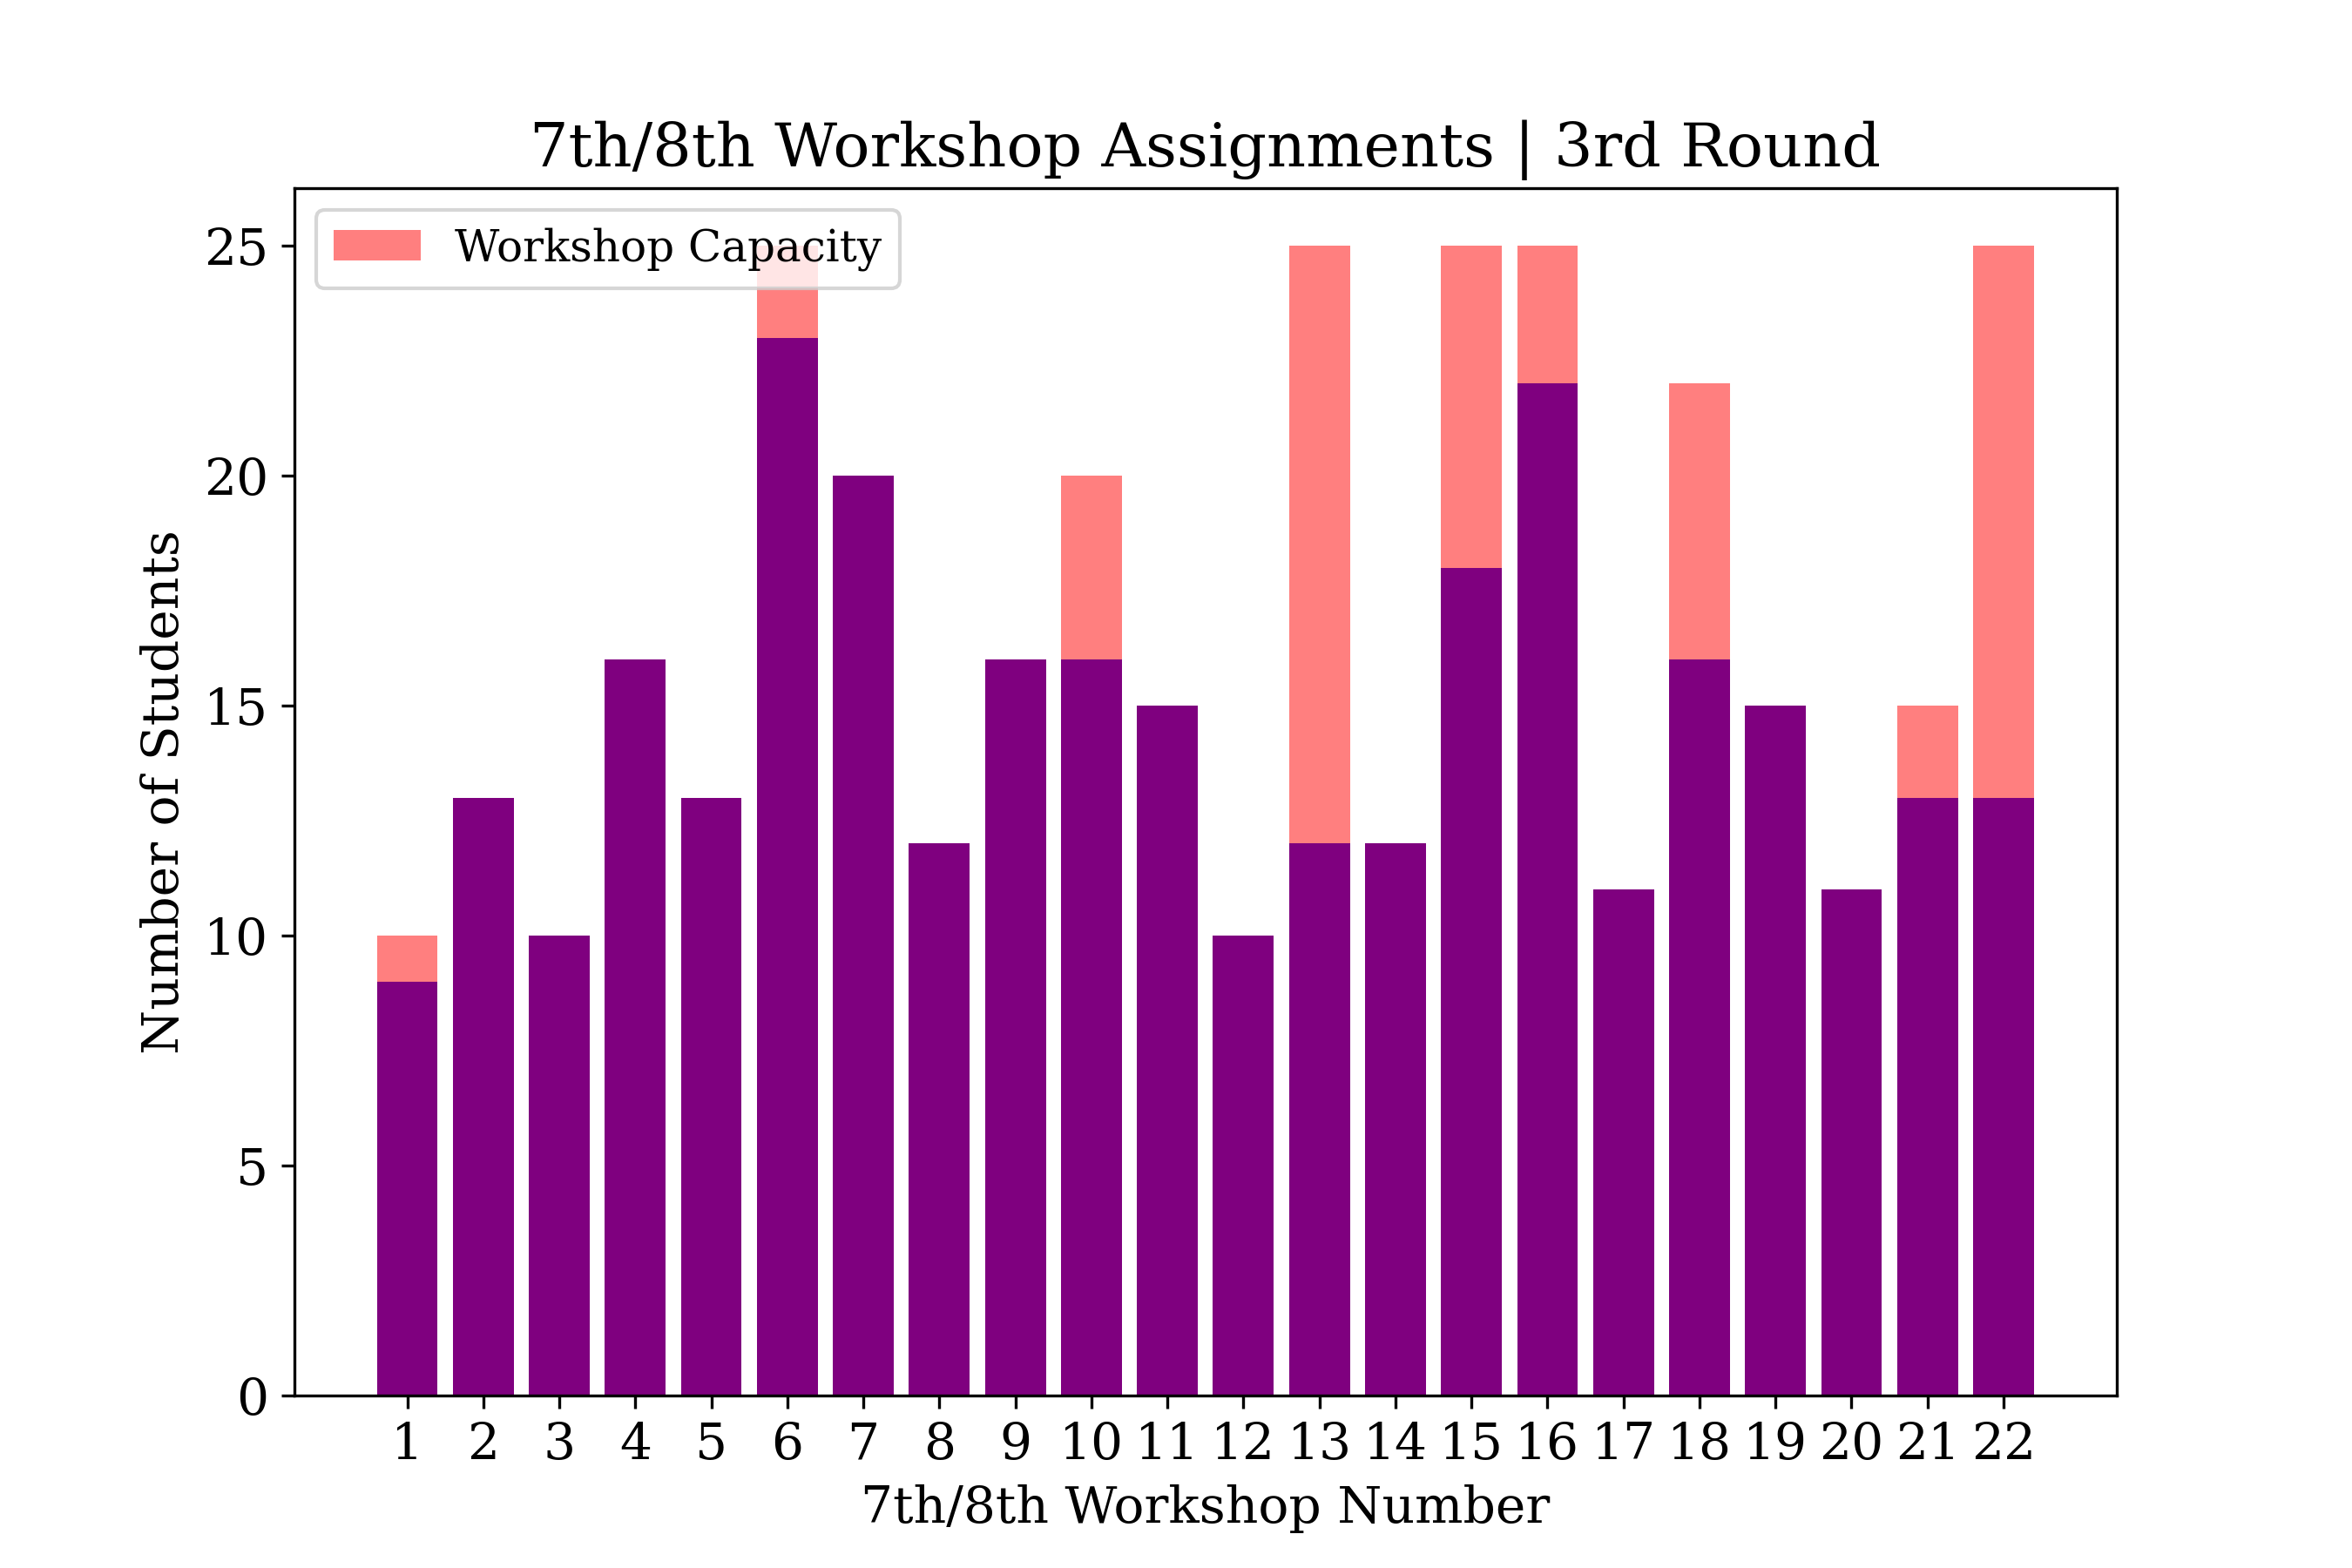 7th/8th Workshop Assignments | 3rd Round
Workshop Capacity
25
20
15
10
5
0
Number of Students
1 2 3 4 5 6 7 8 9 10 11 12 13 14 15 16 17 18 19 20 21 22
7th/8th Workshop Number